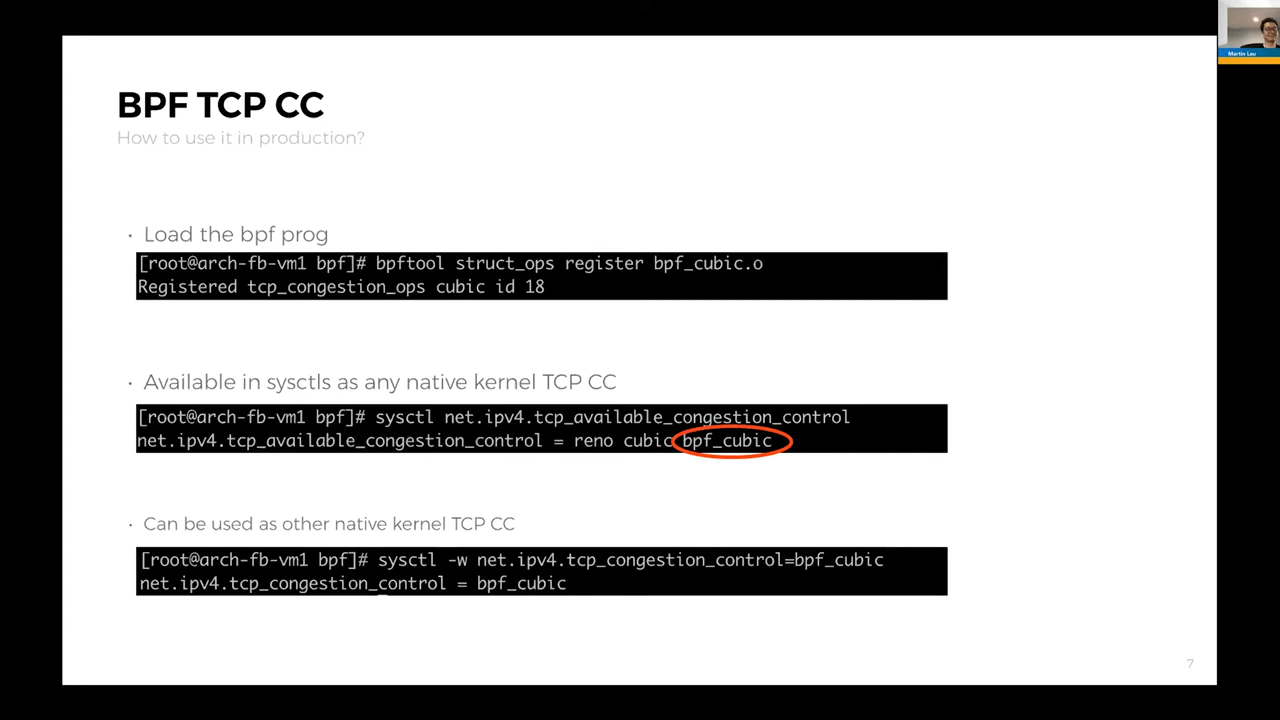 Martin Lau
BPF TCP CC
How to use it in production?
· Load the bpf prog
[root@arch-fb-vm1 bpf]# bpftool struct_ops register bpf_cubic.o
Registered tcp_congestion_ops cubic id 18
· Available in sysctls as any native kernel TCP CC
[root@arch-fb-vm1 bpf]# sysctl net.ipv4.tcp_available_congestion_control
net.ipv4.tcp_available_congestion_control = reno cubic bpf_cubic
· Can be used as other native kernel TCP CC
[root@arch-fb-vm1 bpf]# sysctl -w net.ipv4.tcp_congestion_control=bpf_cubic
net.ipv4.tcp_congestion_control = bpf_cubic
7